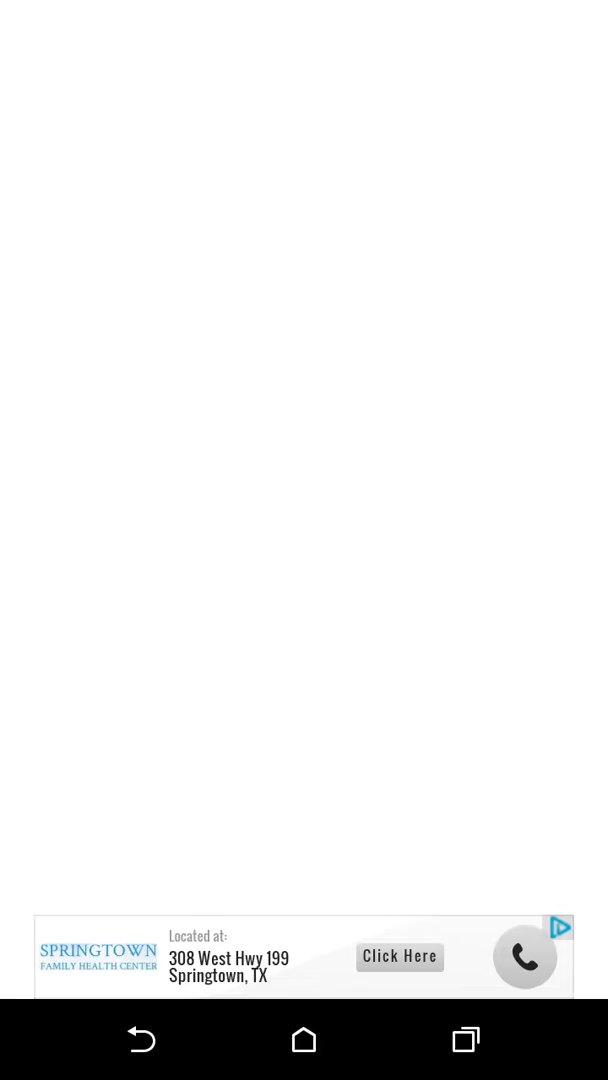 SPRINGTOWN
FAMILY HEALTH CENTER
Located at:
308 West Hwy 199
Springtown, TX
Click Here